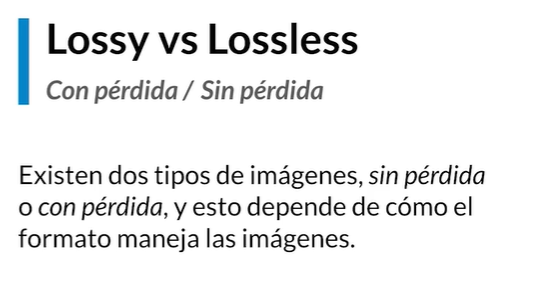 Lossy vs Lossless
Con pérdida / Sin pérdida
Existen dos tipos de imágenes, sin pérdida
o con pérdida, y esto depende de cómo el
formato maneja las imágenes.